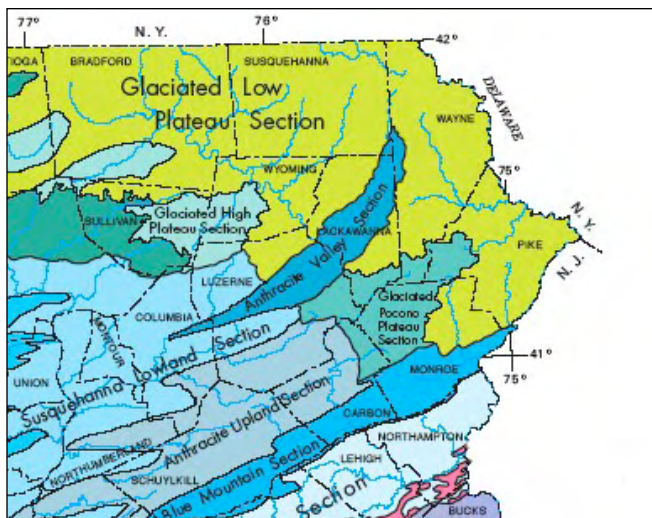 77°
N. Y.
76°
42°
TIOGA
BRADFORD
SUSQUEHANNA
Glaciated Low
Plateau Section
DELAWARE
WAYNE
WYOMING
75°
SULLIVAN
Glaciated High
Plateau Section
LACKAWANNA
N. Y.
N. J.
PIKE
LUZERNE
Anthracite Valley Section
COLUMBIA
Glaciated
Pocono
Plateau
Section
MONTOUR
41°
75°
UNION
Susquehanna Lowland Section
MONROE
Anthracite Upland Section
CARBON
NORTHUMBERLAND
NORTHAMPTON
LEHIGH
SCHUYLKILL
Blue Mountain Section
Section
BUCKS